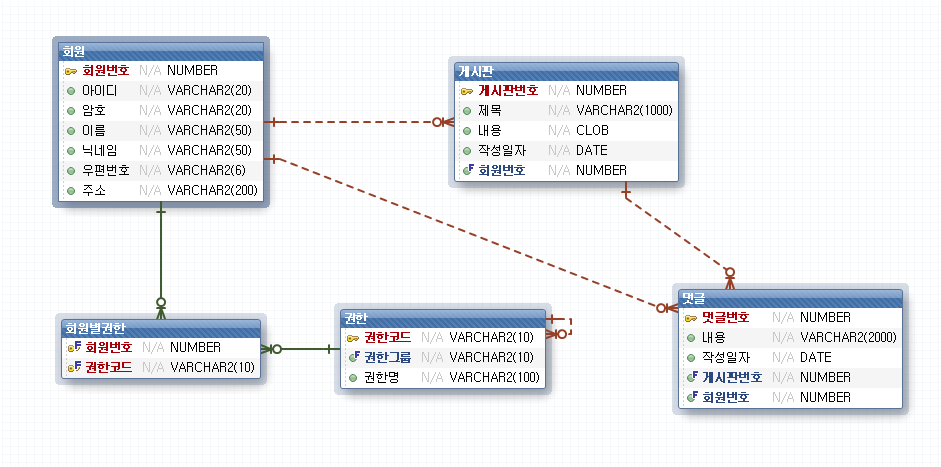 회원
회원번호 N/A NUMBER
아이디 N/A VARCHAR2(20)
암호 N/A VARCHAR2(20)
이름 N/A VARCHAR2(50)
닉네임 N/A VARCHAR2(50)
우편번호 N/A VARCHAR2(6)
주소 N/A VARCHAR2(200)
게시판
게시판번호 N/A NUMBER
제목 N/A VARCHAR2(1000)
내용 N/A CLOB
작성일자 N/A DATE
F 회원번호 N/A NUMBER
회원별권한
F 회원번호 N/A NUMBER
F 권한코드 N/A VARCHAR2(10)
권한
권한코드 N/A VARCHAR2(10)
F 권한그룹 N/A VARCHAR2(10)
권한명 N/A VARCHAR2(100)
댓글
댓글번호 N/A NUMBER
내용 N/A VARCHAR2(2000)
작성일자 N/A DATE
F 게시판번호 N/A NUMBER
F 회원번호 N/A NUMBER